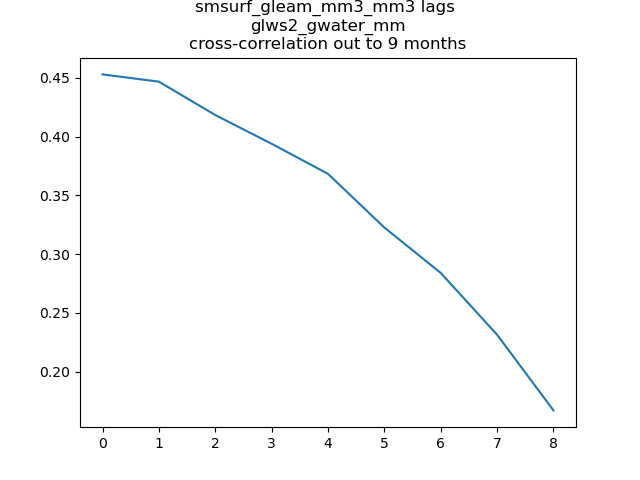 smsurf_gleam_mm3_mm3 lags
glws2_gwater_mm
cross-correlation out to 9 months
0.45
0.40
0.35
0.30
0.25
0.20
0 1 2 3 4 5 6 7 8